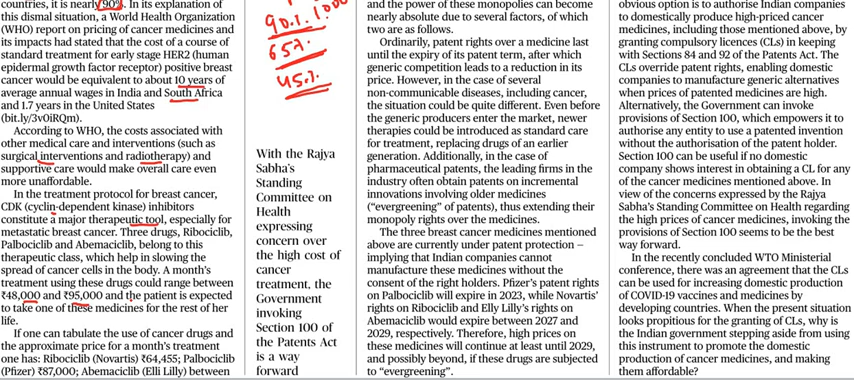 countries, it is nearly 90%. In its explanation of
this dismal situation, a World Health Organization
(WHO) report on pricing of cancer medicines and
its impacts had stated that the cost of a course of
standard treatment for early stage HER2 (human
epidermal growth factor receptor) positive breast
cancer would be equivalent to about 10 years of
average annual wages in India and South Africa
and 1.7 years in the United States
(bit.ly/3v0iRQm).
According to WHO, the costs associated with
other medical care and interventions (such as
surgical interventions and radiotherapy) and
supportive care would make overall care even
more unaffordable.
In the treatment protocol for breast cancer,
CDK (cyclin-dependent kinase) inhibitors
constitute a major therapeutic tool, especially for
metastatic breast cancer. Three drugs, Ribociclib,
Palbociclib and Abemaciclib, belong to this
therapeutic class, which help in slowing the
spread of cancer cells in the body. A month's
treatment using these drugs could range between
₹48,000 and ₹95,000 and the patient is expected
to take one of these medicines for the rest of her
life.
If one can tabulate the use of cancer drugs and
the approximate price for a month's treatment
one has: Ribociclib (Novartis) ₹64,455; Palbociclib
(Pfizer) ₹87,000; Abemaciclib (Elli Lilly) between
90%
65%
45%
With the Rajya
Sabha's
Standing
Committee on
Health
expressing
concern over
the high cost of
cancer
treatment, the
Government
invoking
Section 100 of
the Patents Act
is a way
forward
and the power of these monopolies can become
nearly absolute due to several factors, of which
two are as follows.
Ordinarily, patent rights over a medicine last
until the expiry of its patent term, after which
generic competition leads to a reduction in its
price. However, in the case of several
non-communicable diseases, including cancer,
the situation could be quite different. Even before
the generic producers enter the market, newer
therapies could be introduced as standard care
for treatment, replacing drugs of an earlier
generation. Additionally, in the case of
pharmaceutical patents, the leading firms in the
industry often obtain patents on incremental
innovations involving older medicines
("evergreening" of patents), thus extending their
monopoly rights over the medicines.
The three breast cancer medicines mentioned
above are currently under patent protection –
implying that Indian companies cannot
manufacture these medicines without the
consent of the right holders. Pfizer's patent rights
on Palbociclib will expire in 2023, while Novartis'
rights on Ribociclib and Elly Lilly's rights on
Abemaciclib would expire between 2027 and
2029, respectively. Therefore, high prices on
these medicines will continue at least until 2029,
and possibly beyond, if these drugs are subjected
to "evergreening".
obvious option is to authorise Indian companies
to domestically produce high-priced cancer
medicines, including those mentioned above, by
granting compulsory licences (CLs) in keeping
with Sections 84 and 92 of the Patents Act. The
CLs override patent rights, enabling domestic
companies to manufacture generic alternatives
when prices of patented medicines are high.
Alternatively, the Government can invoke
provisions of Section 100, which empowers it to
authorise any entity to use a patented invention
without the authorisation of the patent holder.
Section 100 can be useful if no domestic
company shows interest in obtaining a CL for any
of the cancer medicines mentioned above. In
view of the concerns expressed by the Rajya
Sabha's Standing Committee on Health regarding
the high prices of cancer medicines, invoking the
provisions of Section 100 seems to be the best
way forward.
In the recently concluded WTO Ministerial
conference, there was an agreement that the CLs
can be used for increasing domestic production
of COVID-19 vaccines and medicines by
developing countries. When the present situation
looks propitious for the granting of CLs, why is
the Indian government stepping aside from using
this instrument to promote the domestic
production of cancer medicines, and making
them affordable?